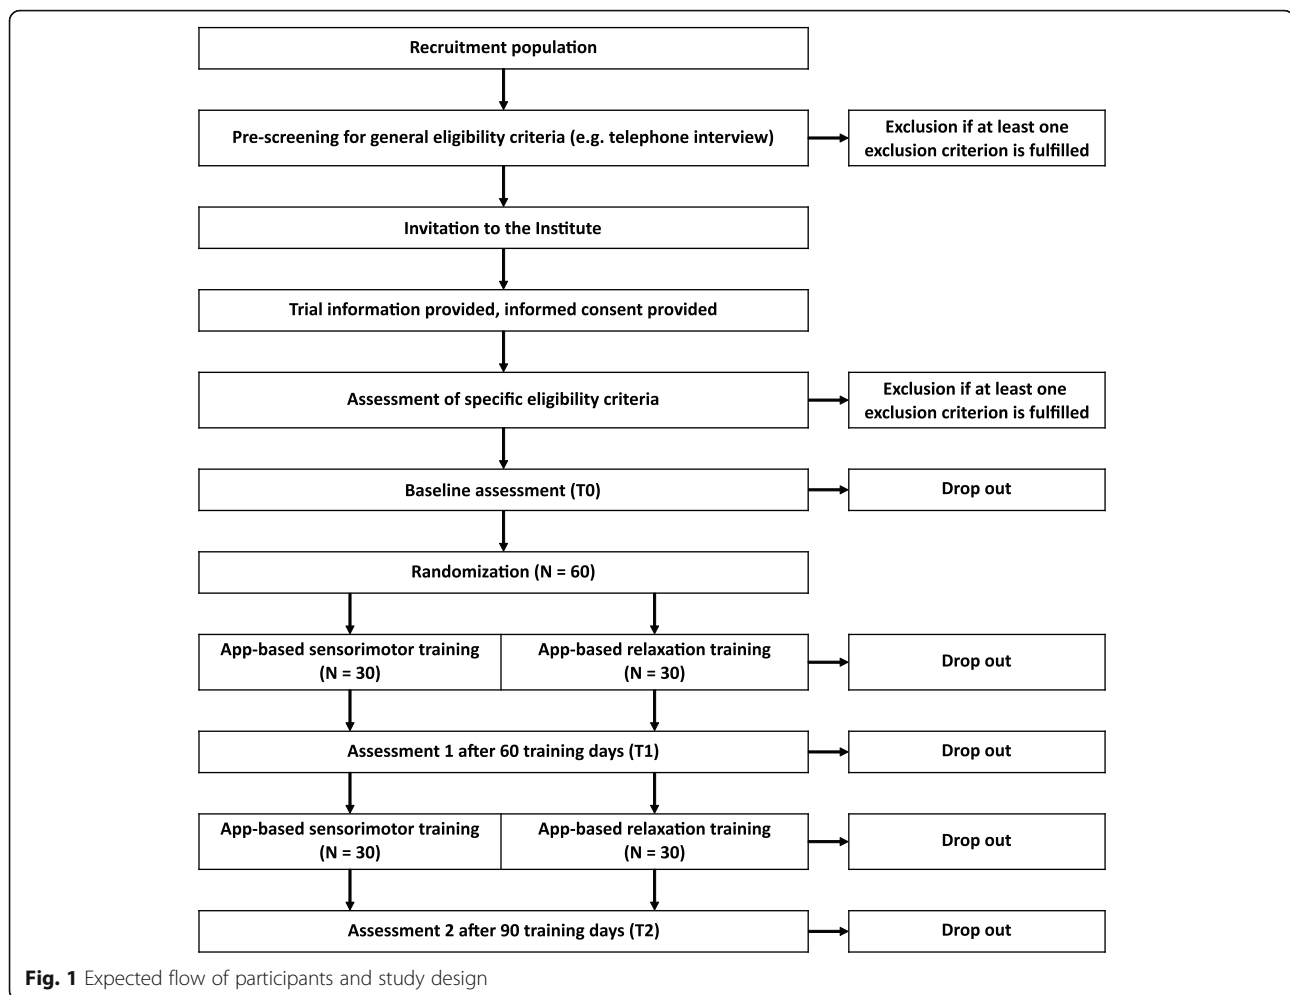 Recruitment population
Pre-screening for general eligibility criteria (e.g. telephone interview)
Exclusion if at least one
exclusion criterion is fulfilled
Invitation to the Institute
Trial information provided, informed consent provided
Assessment of specific eligibility criteria
Exclusion if at least one
exclusion criterion is fulfilled
Baseline assessment (T0)
Drop out
Randomization (N = 60)
App-based sensorimotor training
(N = 30)
App-based relaxation training
(N = 30)
Drop out
Assessment 1 after 60 training days (T1)
Drop out
App-based sensorimotor training
(N = 30)
App-based relaxation training
(N = 30)
Drop out
Assessment 2 after 90 training days (T2)
Drop out
Fig. 1 Expected flow of participants and study design